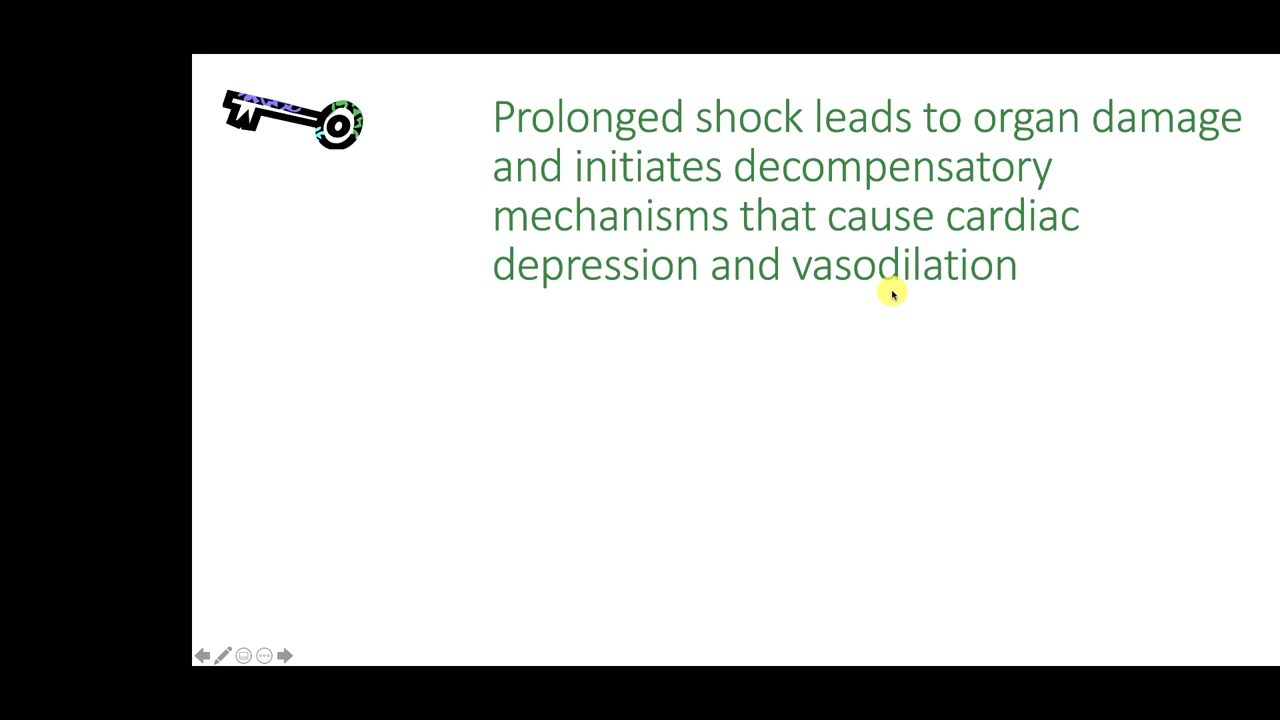 Prolonged shock leads to organ damage
and initiates decompensatory
mechanisms that cause cardiac
depression and vasodilation